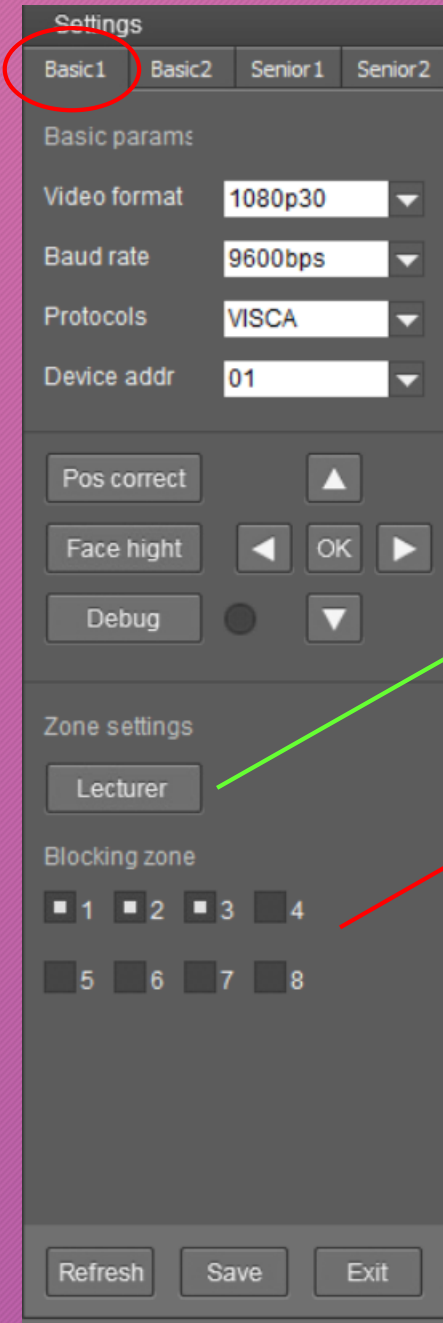 Settings
Basic1 Basic2 Senior1 Senior2
Basic params
Video format 1080p30
Baud rate 9600bps
Protocols VISCA
Device addr 01
Pos correct
Face hight OK
Debug
Zone settings
Lecturer
Blocking zone
1 2 3 4
5 6 7 8
Refresh Save Exit